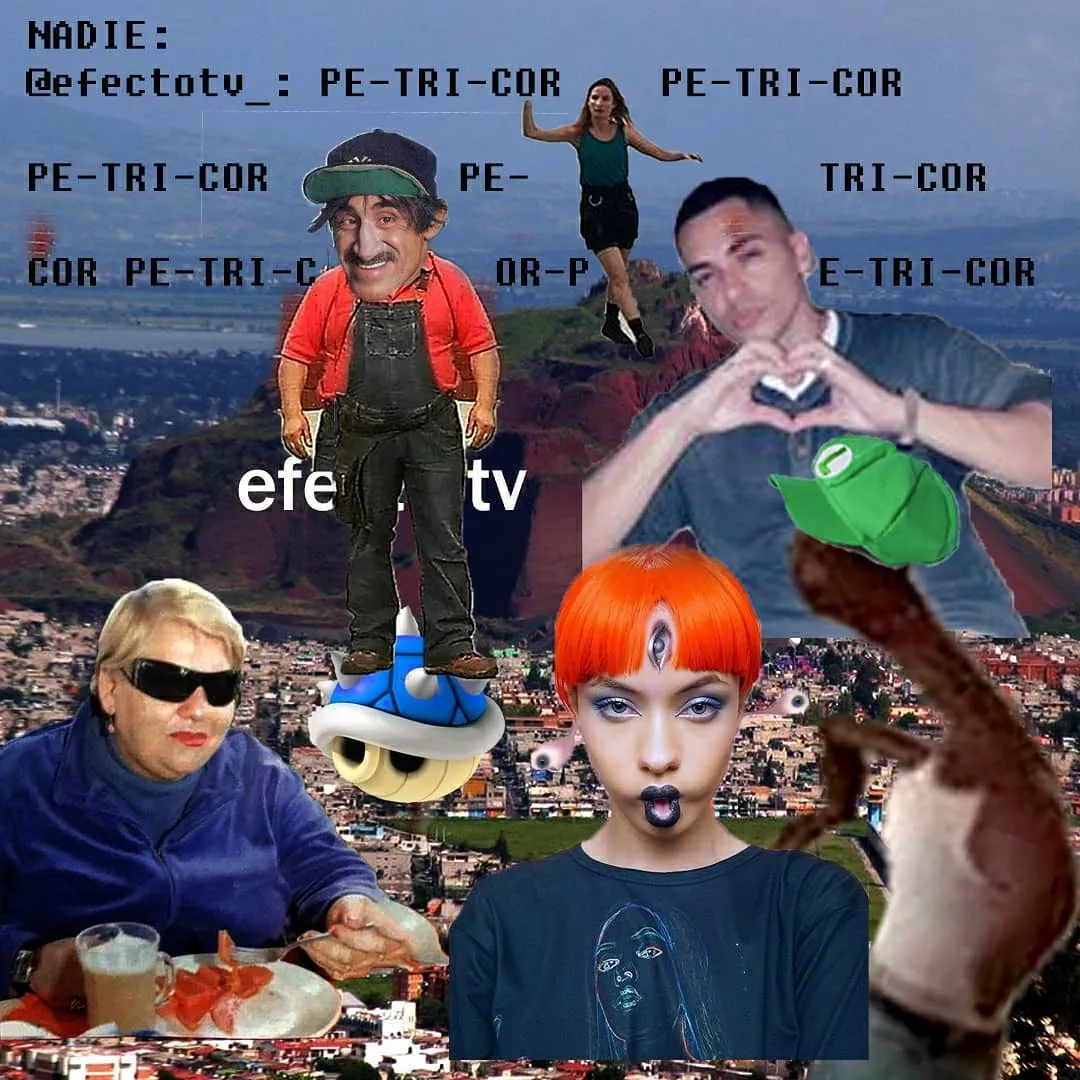 NADIE:
@efectotv_: PE-TRI-COR PE-TRI-COR
PE-TRI-COR PE- TRI-COR
COR PE-TRI-C OR-P E-TRI-COR
efe tv